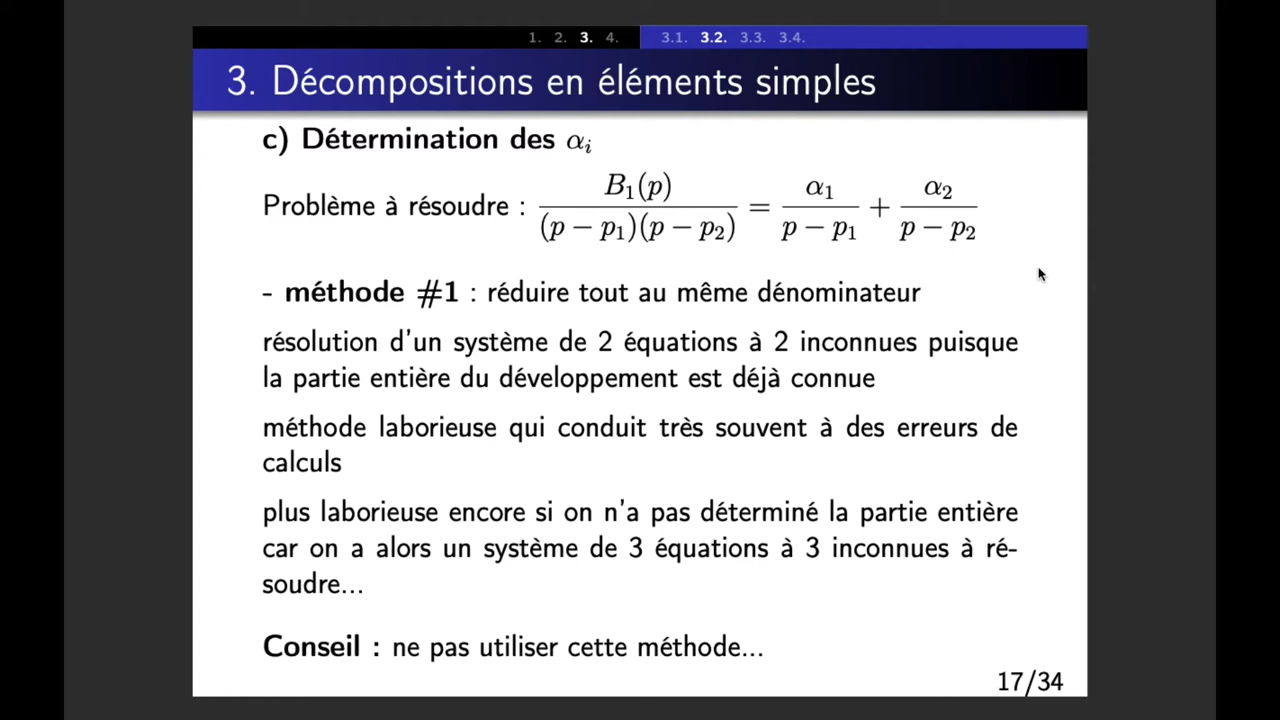 1. 2. 3. 4. 3.1. 3.2. 3.3. 3.4.
3. Décompositions en éléments simples
c) Détermination des αᵢ
Problème à résoudre : B₁(p) / (p − p₁)(p − p₂) = α₁ / (p − p₁) + α₂ / (p − p₂)
- méthode #1 : réduire tout au même dénominateur
résolution d'un système de 2 équations à 2 inconnues puisque
la partie entière du développement est déjà connue
méthode laborieuse qui conduit très souvent à des erreurs de
calculs
plus laborieuse encore si on n'a pas déterminé la partie entière
car on a alors un système de 3 équations à 3 inconnues à ré-
soudre...
Conseil : ne pas utiliser cette méthode...
17/34